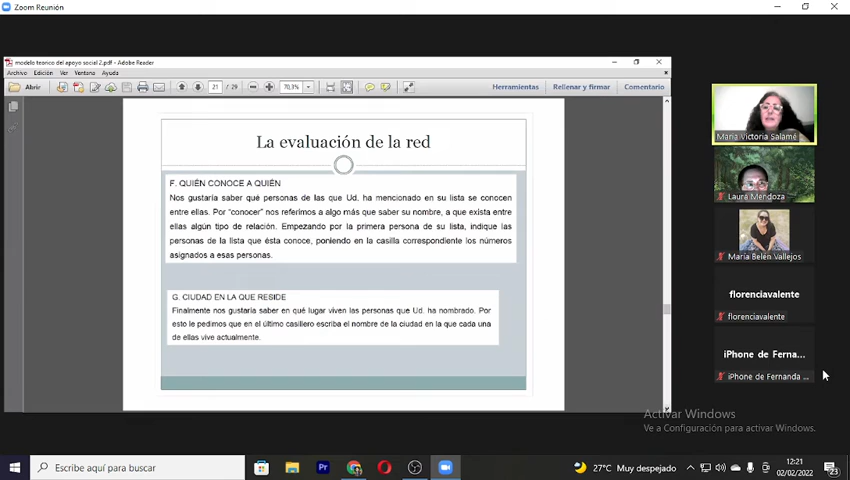 Zoom Reunión
modelo teorico del apoyo social 2.pdf - Adobe Reader
Archivo Edición Ver Ventana Ayuda
Abrir 21 / 29 70,3% Herramientas Rellenar y firmar Comentario
La evaluación de la red
F. QUIÉN CONOCE A QUIÉN
Nos gustaría saber qué personas de las que Ud. ha mencionado en su lista se conocen
entre ellas. Por “conocer” nos referimos a algo más que saber su nombre, a que exista entre
ellas algún tipo de relación. Empezando por la primera persona de su lista, indique las
personas de la lista que ésta conoce, poniendo en la casilla correspondiente los números
asignados a esas personas.
G. CIUDAD EN LA QUE RESIDE
Finalmente nos gustaría saber en qué lugar viven las personas que Ud. ha nombrado. Por
esto le pedimos que en el último casillero escriba el nombre de la ciudad en la que cada una
de ellas vive actualmente.
Maria Victoria Salamé
Laura Mendoza
María Belén Vallejos
florenciavalente
florenciavalente
iPhone de Ferna...
iPhone de Fernanda ...
Activar Windows
Ve a Configuración para activar Windows.
Escribe aquí para buscar
Pr
27°C Muy despejado
12:21
02/02/2022
23